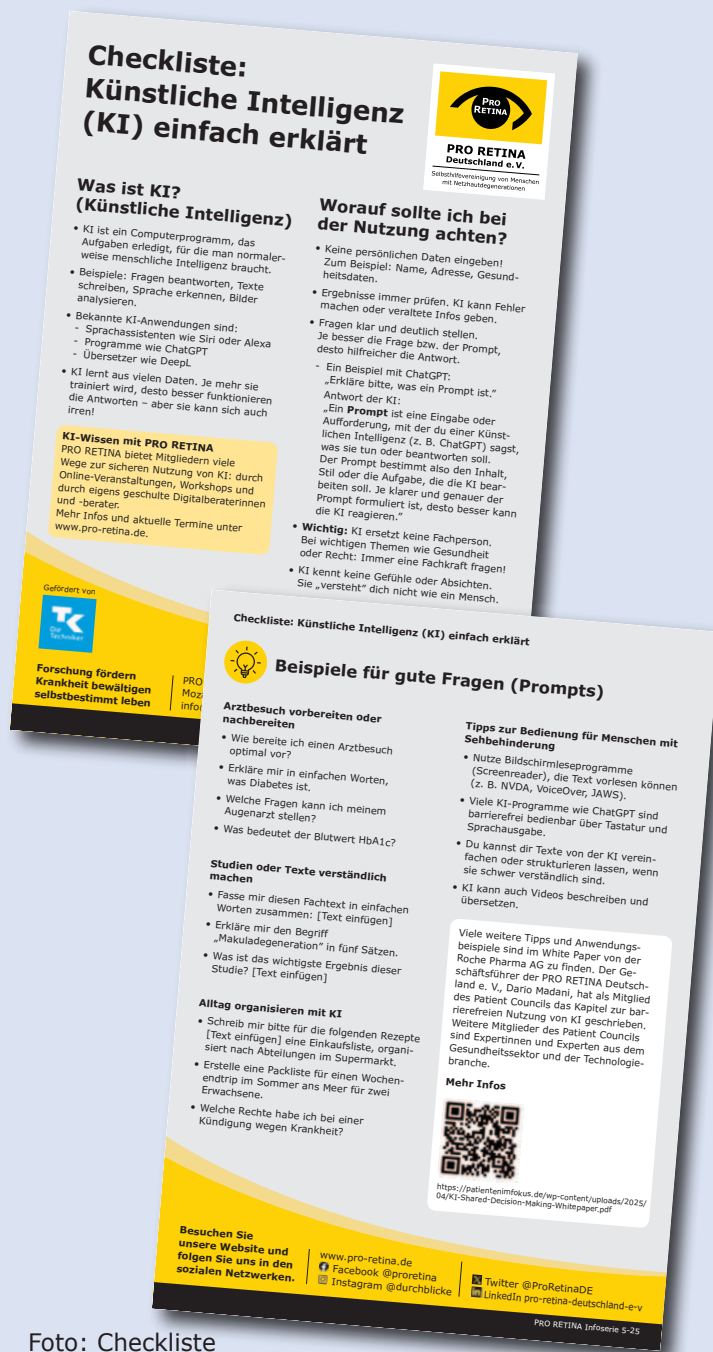 Checkliste:
Künstliche Intelligenz
(KI) einfach erklärt
PRO
RETINA
PRO RETINA
Deutschland e. V.
Selbsthilfevereinigung von Menschen
mit Netzhautdegenerationen
Was ist KI?
(Künstliche Intelligenz)
• KI ist ein Computerprogramm, das
Aufgaben erledigt, für die man normaler-
weise menschliche Intelligenz braucht.
• Beispiele: Fragen beantworten, Texte
schreiben, Sprache erkennen, Bilder
analysieren.
• Bekannte KI-Anwendungen sind:
- Sprachassistenten wie Siri oder Alexa
- Programme wie ChatGPT
- Übersetzer wie DeepL
• KI lernt aus vielen Daten. Je mehr sie
trainiert wird, desto besser funktionieren
die Antworten – aber sie kann sich auch
irren!
KI-Wissen mit PRO RETINA
PRO RETINA bietet Mitgliedern viele
Wege zur sicheren Nutzung von KI: durch
Online-Veranstaltungen, Workshops und
durch eigens geschulte Digitalberaterinnen
und -berater.
Mehr Infos und aktuelle Termine unter
www.pro-retina.de.
Worauf sollte ich bei
der Nutzung achten?
• Keine persönlichen Daten eingeben!
Zum Beispiel: Name, Adresse, Gesund-
heitsdaten.
• Ergebnisse immer prüfen. KI kann Fehler
machen oder veraltete Infos geben.
• Fragen klar und deutlich stellen.
Je besser die Frage bzw. der Prompt,
desto hilfreicher die Antwort.
- Ein Beispiel mit ChatGPT:
„Erkläre bitte, was ein Prompt ist."
Antwort der KI:
„Ein Prompt ist eine Eingabe oder
Aufforderung, mit der du einer Künst-
lichen Intelligenz (z. B. ChatGPT) sagst,
was sie tun oder beantworten soll.
Der Prompt bestimmt also den Inhalt,
Stil oder die Aufgabe, die die KI bear-
beiten soll. Je klarer und genauer der
Prompt formuliert ist, desto besser kann
die KI reagieren."
• Wichtig: KI ersetzt keine Fachperson.
Bei wichtigen Themen wie Gesundheit
oder Recht: Immer eine Fachkraft fragen!
• KI kennt keine Gefühle oder Absichten.
Sie „versteht" dich nicht wie ein Mensch.
Gefördert von
TK
Die
Techniker
Forschung fördern
Krankheit bewältigen
selbstbestimmt leben
PRO
Moza
info
Checkliste: Künstliche Intelligenz (KI) einfach erklärt
Beispiele für gute Fragen (Prompts)
Arztbesuch vorbereiten oder
nachbereiten
• Wie bereite ich einen Arztbesuch
optimal vor?
• Erkläre mir in einfachen Worten,
was Diabetes ist.
• Welche Fragen kann ich meinem
Augenarzt stellen?
• Was bedeutet der Blutwert HbA1c?
Studien oder Texte verständlich
machen
• Fasse mir diesen Fachtext in einfachen
Worten zusammen: [Text einfügen]
• Erkläre mir den Begriff
„Makuladegeneration" in fünf Sätzen.
• Was ist das wichtigste Ergebnis dieser
Studie? [Text einfügen]
Alltag organisieren mit KI
• Schreib mir bitte für die folgenden Rezepte
[Text einfügen] eine Einkaufsliste, organi-
siert nach Abteilungen im Supermarkt.
• Erstelle eine Packliste für einen Wochen-
endtrip im Sommer ans Meer für zwei
Erwachsene.
• Welche Rechte habe ich bei einer
Kündigung wegen Krankheit?
Tipps zur Bedienung für Menschen mit
Sehbehinderung
• Nutze Bildschirmleseprogramme
(Screenreader), die Text vorlesen können
(z. B. NVDA, VoiceOver, JAWS).
• Viele KI-Programme wie ChatGPT sind
barrierefrei bedienbar über Tastatur und
Sprachausgabe.
• Du kannst dir Texte von der KI verein-
fachen oder strukturieren lassen, wenn
sie schwer verständlich sind.
• KI kann auch Videos beschreiben und
übersetzen.
Viele weitere Tipps und Anwendungs-
beispiele sind im White Paper von der
Roche Pharma AG zu finden. Der Ge-
schäftsführer der PRO RETINA Deutsch-
land e. V., Dario Madani, hat als Mitglied
des Patient Councils das Kapitel zur bar-
rierefreien Nutzung von KI geschrieben.
Weitere Mitglieder des Patient Councils
sind Expertinnen und Experten aus dem
Gesundheitssektor und der Technologie-
branche.
Mehr Infos
https://patientenimfokus.de/wp-content/uploads/2025/
04/KI-Shared-Decision-Making-Whitepaper.pdf
Besuchen Sie
unsere Website und
folgen Sie uns in den
sozialen Netzwerken.
www.pro-retina.de
Facebook @proretina
Instagram @durchblicke
Twitter @ProRetinaDE
LinkedIn pro-retina-deutschland-e-v
PRO RETINA Infoserie 5-25
Foto: Checkliste